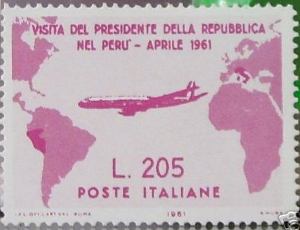 VISITA DEL PRESIDENTE DELLA REPUBBLICA
NEL PERU' - APRILE 1961
L. 205
POSTE ITALIANE
1961